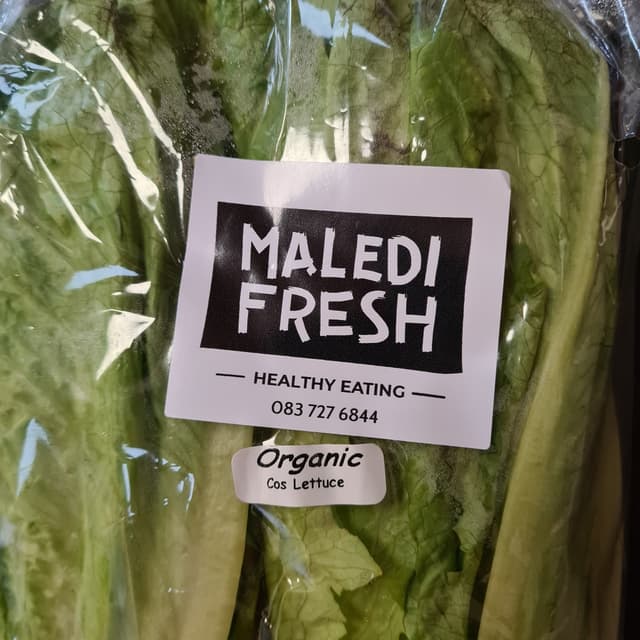 MALEDI
FRESH
HEALTHY EATING
083 727 6844
Organic
Cos Lettuce